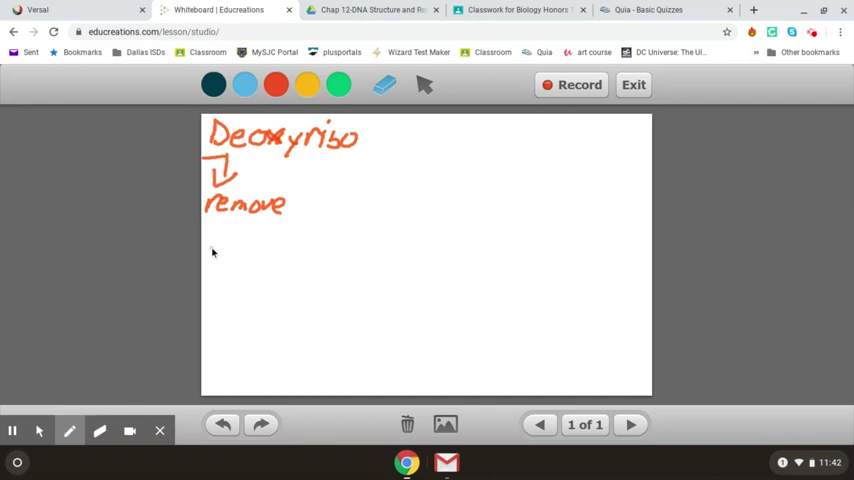 Versal
Whiteboard | Educreations
Chap 12-DNA Structure and Re
Classwork for Biology Honors
Quia - Basic Quizzes
educreations.com/lesson/studio/
Sent
Bookmarks
Dallas ISDs
Classroom
MySJC Portal
plusportals
Wizard Test Maker
Classroom
Quia
art course
DC Universe: The Ul...
Other bookmarks
Record
Exit
Deoxyribo
remove
1 of 1
1
11:42